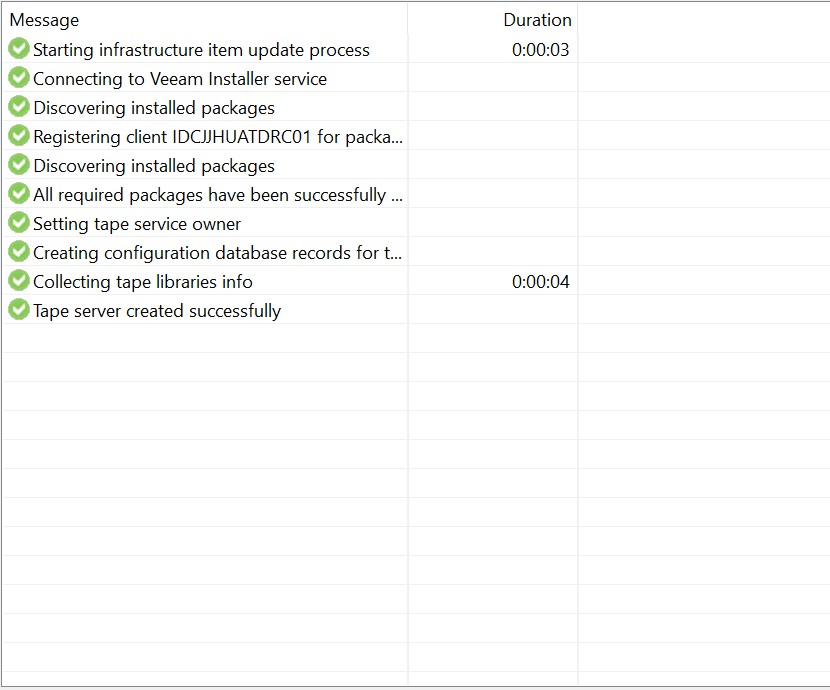 Message Duration
Starting infrastructure item update process 0:00:03
Connecting to Veeam Installer service
Discovering installed packages
Registering client IDCJJHUATDRC01 for packa...
Discovering installed packages
All required packages have been successfully ...
Setting tape service owner
Creating configuration database records for t...
Collecting tape libraries info 0:00:04
Tape server created successfully